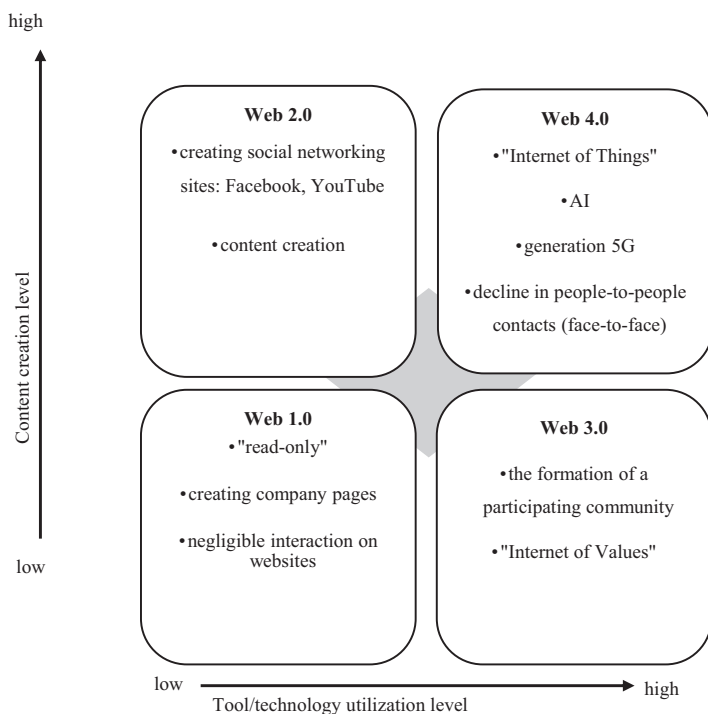 high
Content creation level
low
Web 2.0
•creating social networking
sites: Facebook, YouTube
•content creation
Web 4.0
•"Internet of Things"
•AI
•generation 5G
•decline in people-to-people
contacts (face-to-face)
Web 1.0
•"read-only"
•creating company pages
•negligible interaction on
websites
Web 3.0
•the formation of a
participating community
•"Internet of Values"
low
high
Tool/technology utilization level